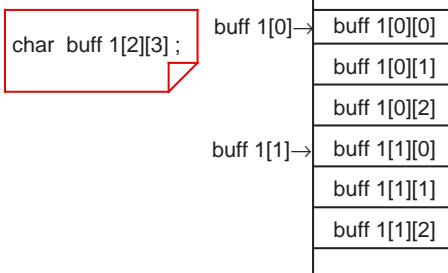 char buff 1[2][3] ;
buff 1[0]→ buff 1[0][0]
buff 1[0][1]
buff 1[0][2]
buff 1[1]→ buff 1[1][0]
buff 1[1][1]
buff 1[1][2]